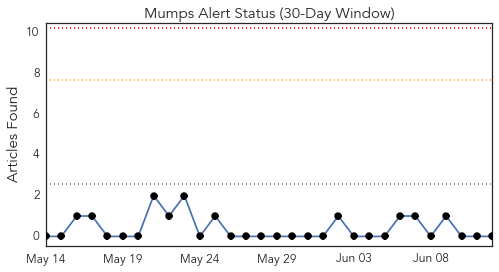 Mumps Alert Status (30-Day Window)
Articles Found
10
8
6
4
2
0
May 14
May 19
May 24
May 29
Jun 03
Jun 08